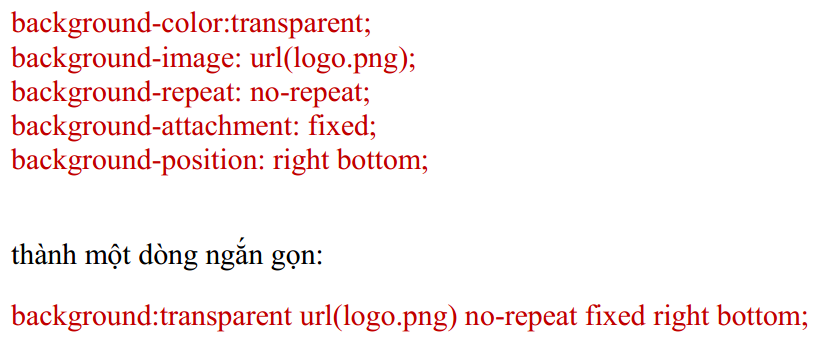 background-color:transparent;
background-image: url(logo.png);
background-repeat: no-repeat;
background-attachment: fixed;
background-position: right bottom;
thành một dòng ngắn gọn:
background:transparent url(logo.png) no-repeat fixed right bottom;